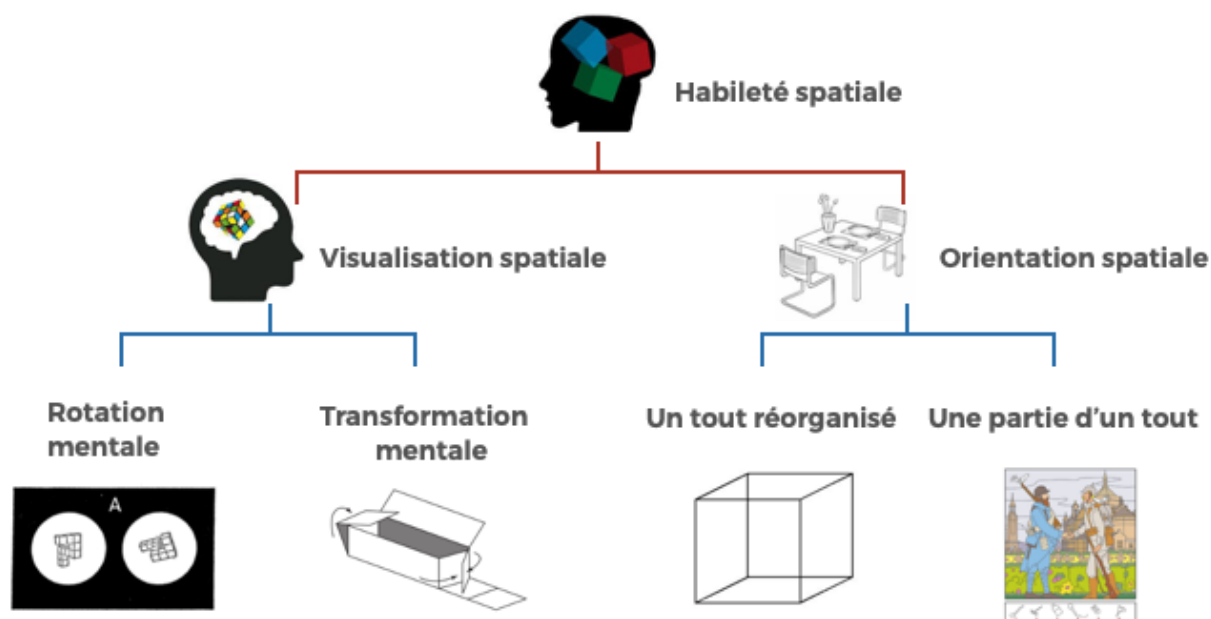 Habileté spatiale
Visualisation spatiale
Orientation spatiale
Rotation
mentale
Transformation
mentale
Un tout réorganisé
Une partie d'un tout
A